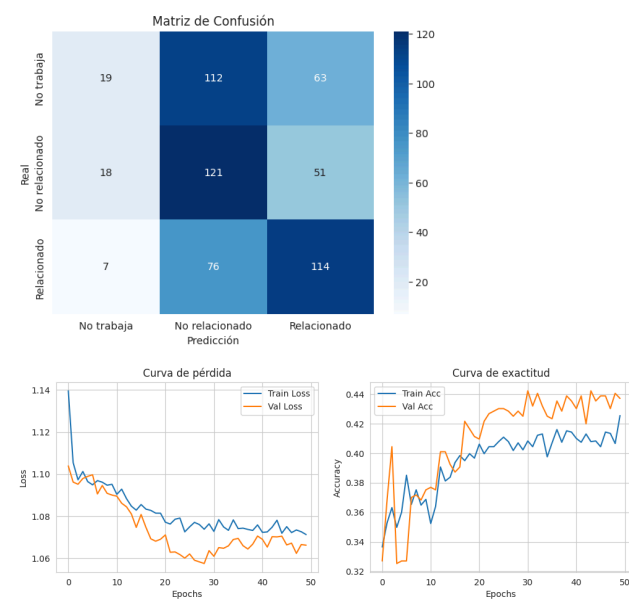 Matriz de Confusión
Real
No trabaja
No relacionado
Relacionado
19 112 63
18 121 51
7 76 114
No trabaja No relacionado Relacionado
Predicción
120
100
80
60
40
20
Curva de pérdida
Loss
1.14
1.12
1.10
1.08
1.06
Train Loss
Val Loss
0 10 20 30 40 50
Epochs
Curva de exactitud
Accuracy
0.44
0.42
0.40
0.38
0.36
0.34
0.32
Train Acc
Val Acc
0 10 20 30 40 50
Epochs